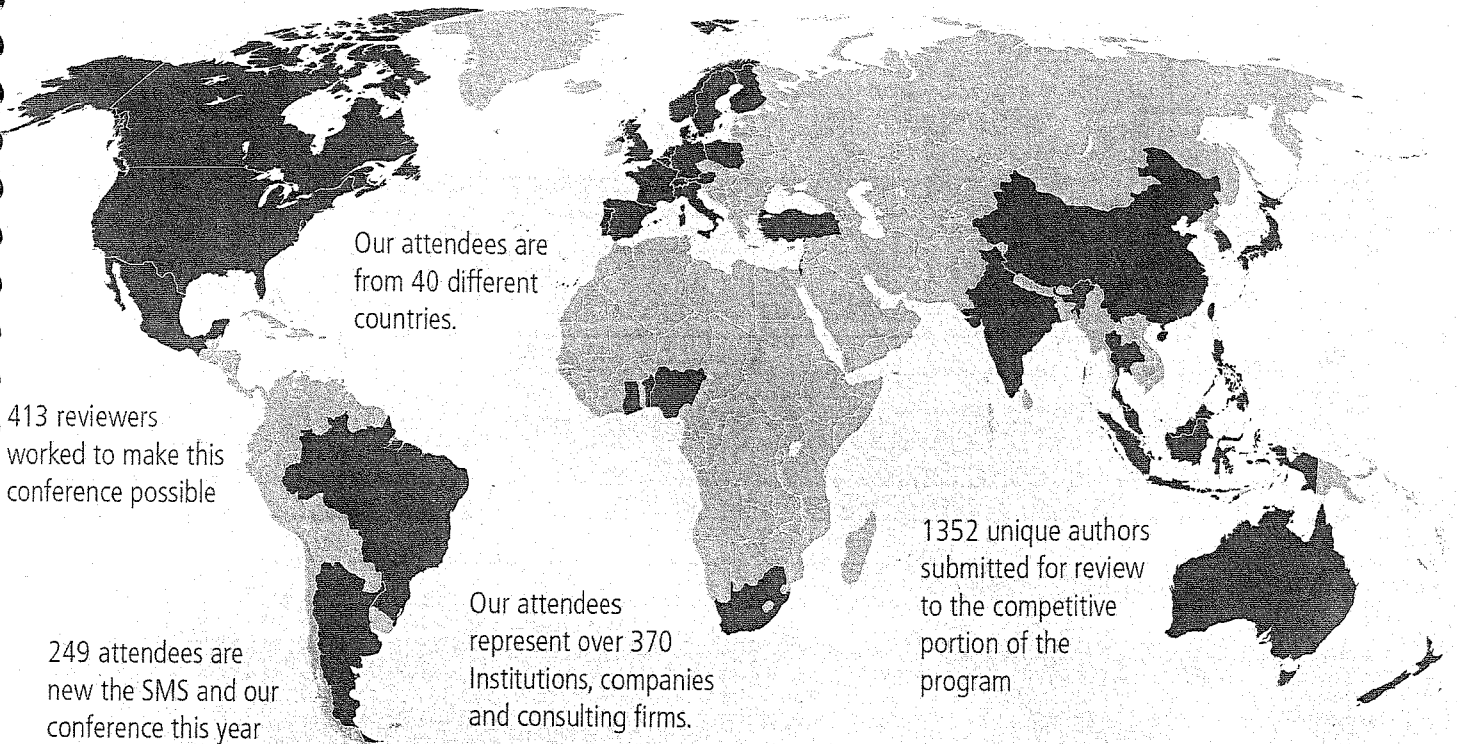 Our attendees are
from 40 different
countries.
413 reviewers
worked to make this
conference possible
249 attendees are
new the SMS and our
conference this year
Our attendees
represent over 370
Institutions, companies
and consulting firms.
1352 unique authors
submitted for review
to the competitive
portion of the
program